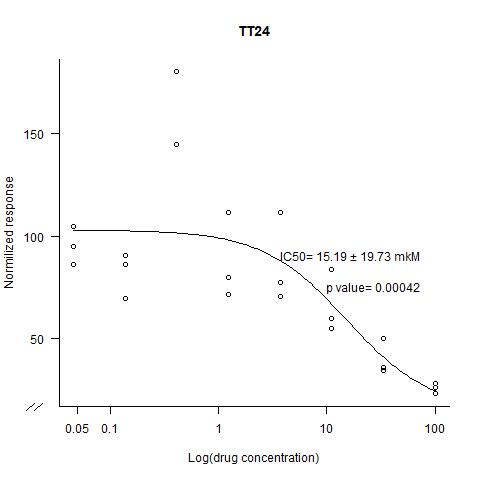 TT24
Normilized response
150
100
50
IC50= 15.19 ± 19.73 mkM
p value= 0.00042
0.05 0.1 1 10 100
Log(drug concentration)